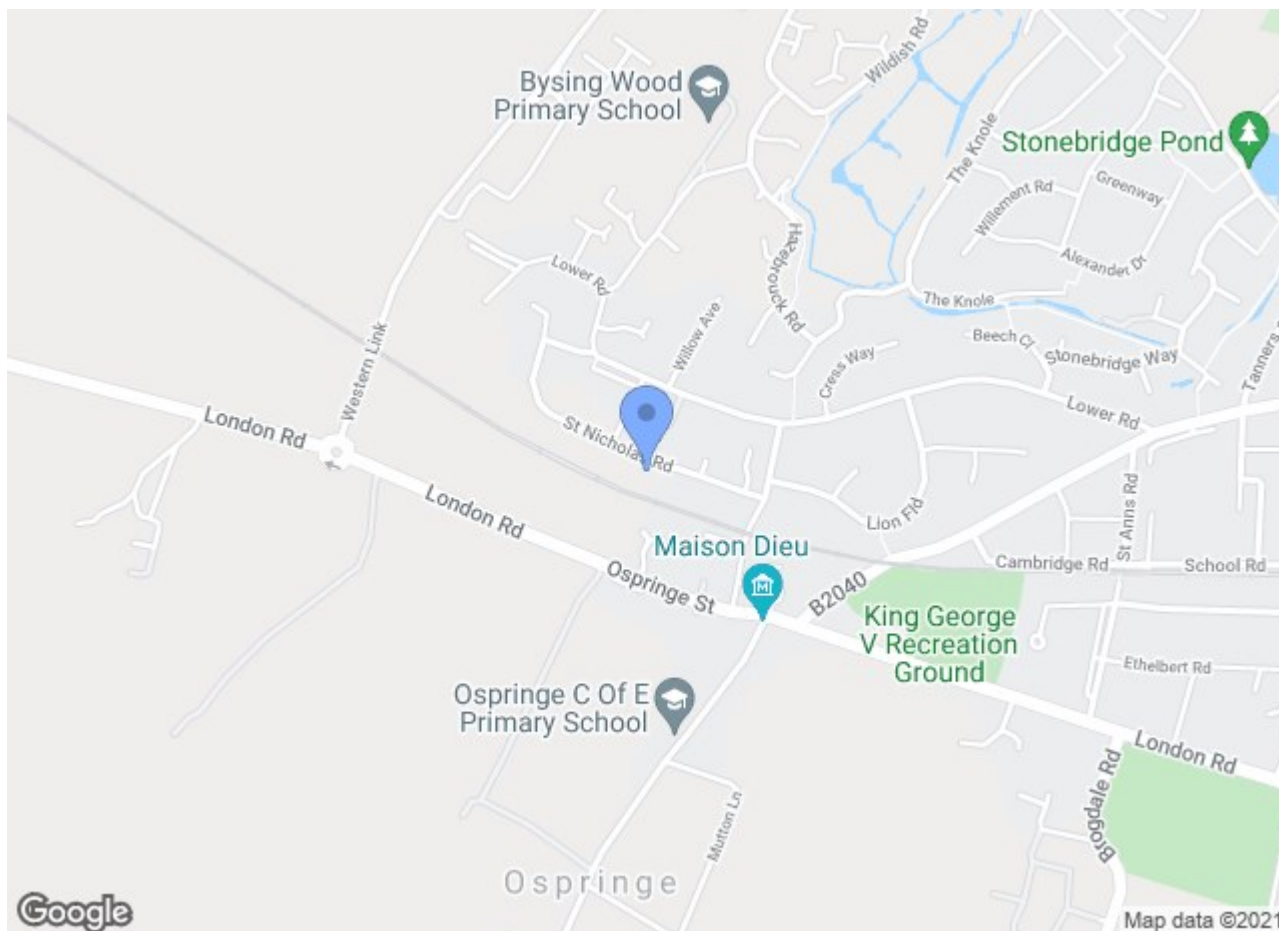 Bysing Wood
Primary School
Wildish Rd
The Knole
Stonebridge Pond
Greenway
Willement Rd
Alexander Dr
Hazebrouck Rd
Lower Rd
The Knole
Willow Ave
Beech Cl
Stonebridge Way
Tanners
Western Link
Cress Way
Lower Rd
London Rd
St Nicholas Rd
London Rd
Lion Fld
St Anns Rd
Maison Dieu
Cambridge Rd
School Rd
Ospringe St
B2040
King George
V Recreation
Ground
Ethelbert Rd
Ospringe C Of E
Primary School
London Rd
Brogdale Rd
Mutton Ln
Ospringe
Google
Map data ©2021